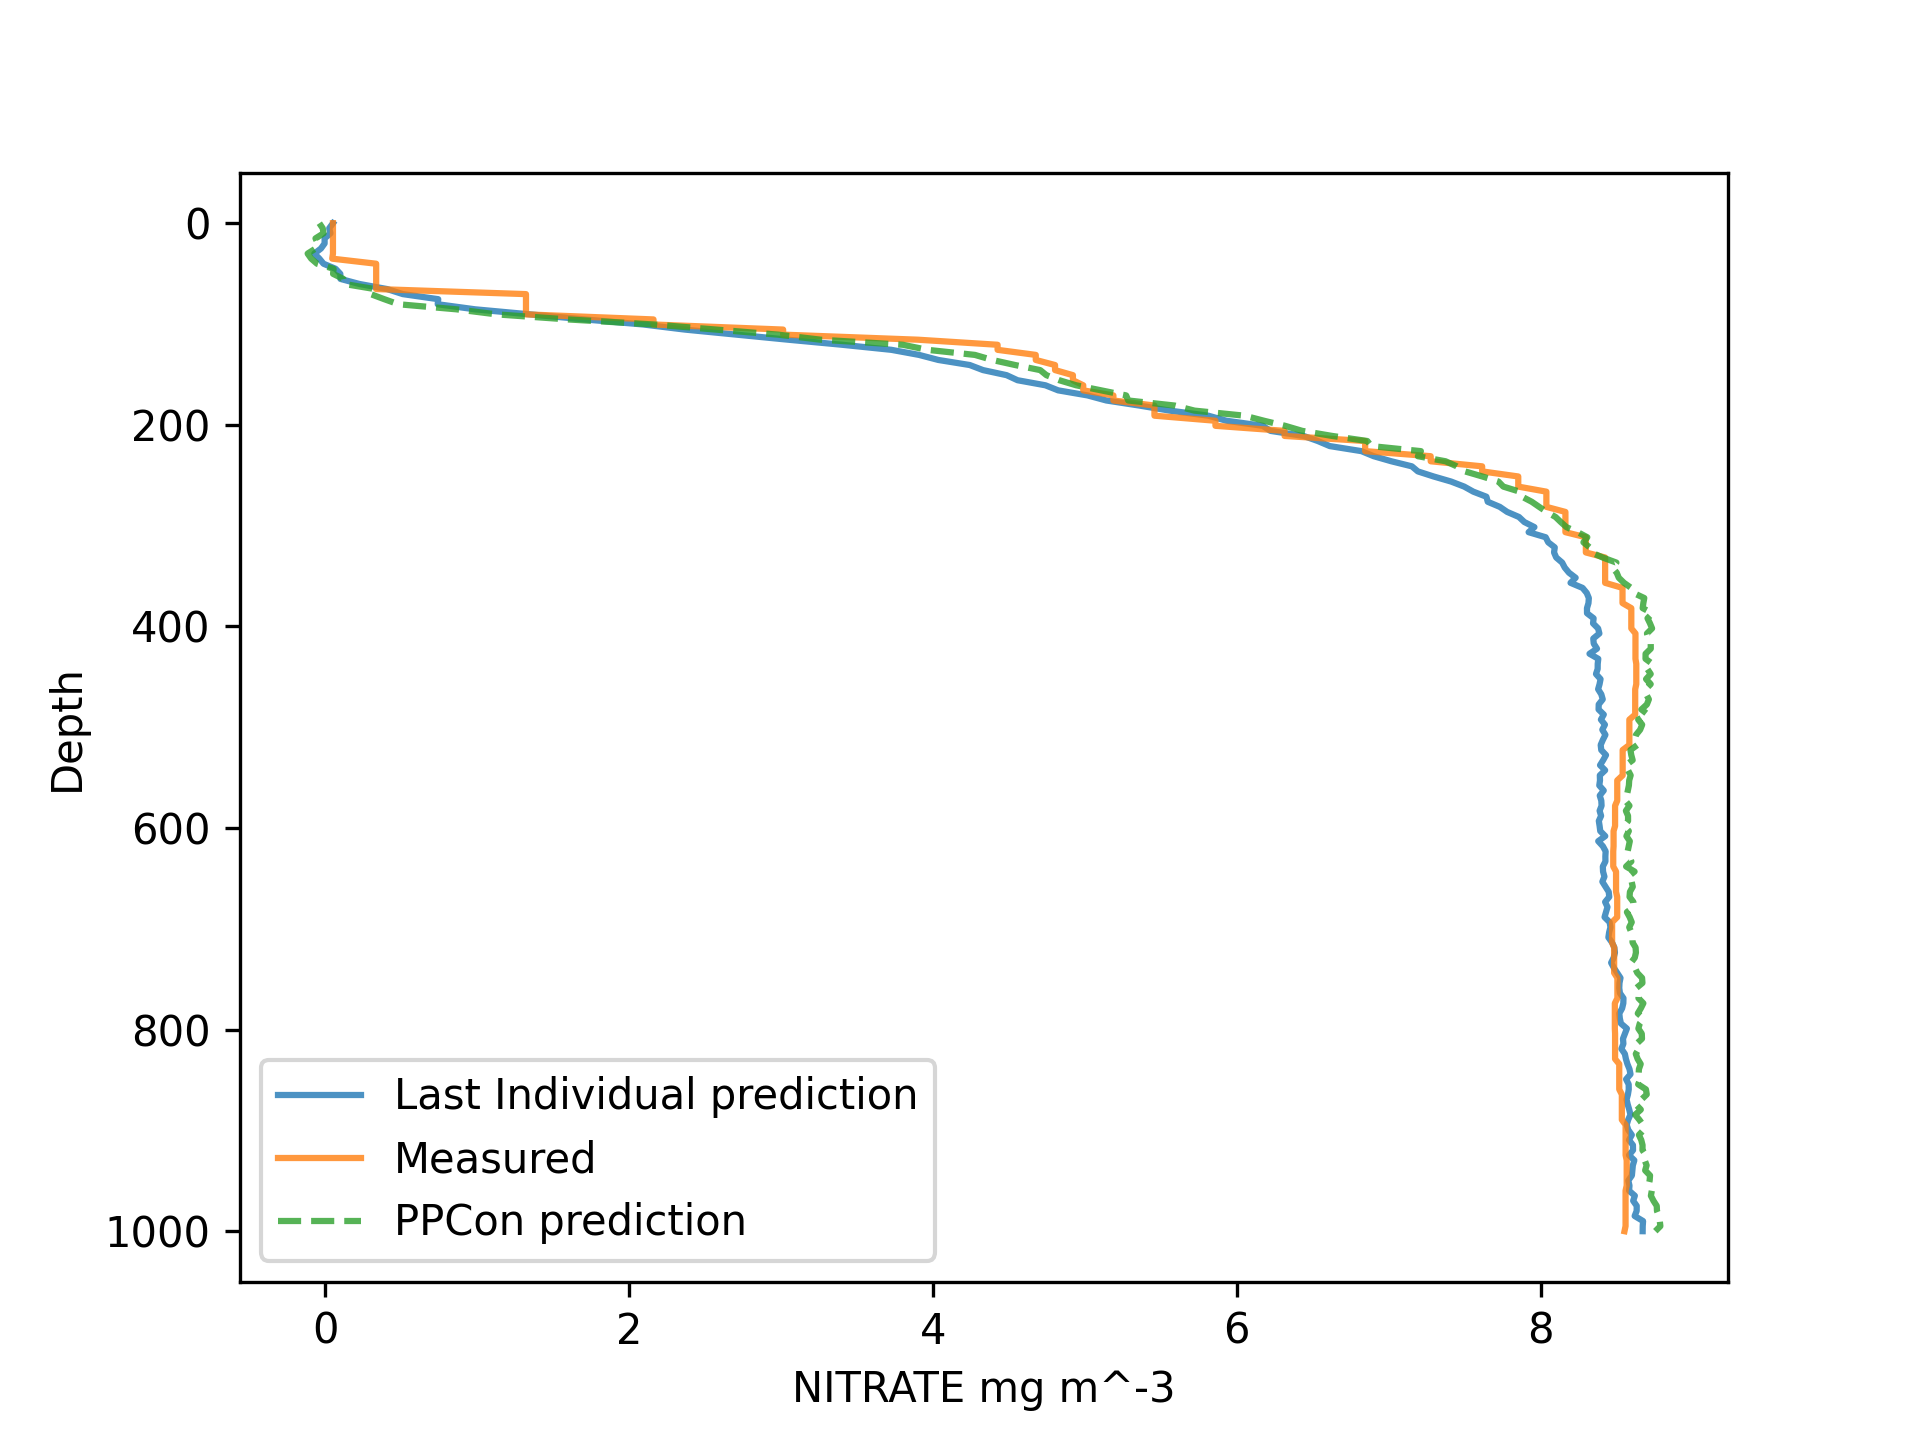 0
200
400
600
800
1000
Depth
Last Individual prediction
Measured
PPCon prediction
0 2 4 6 8
NITRATE mg m^-3